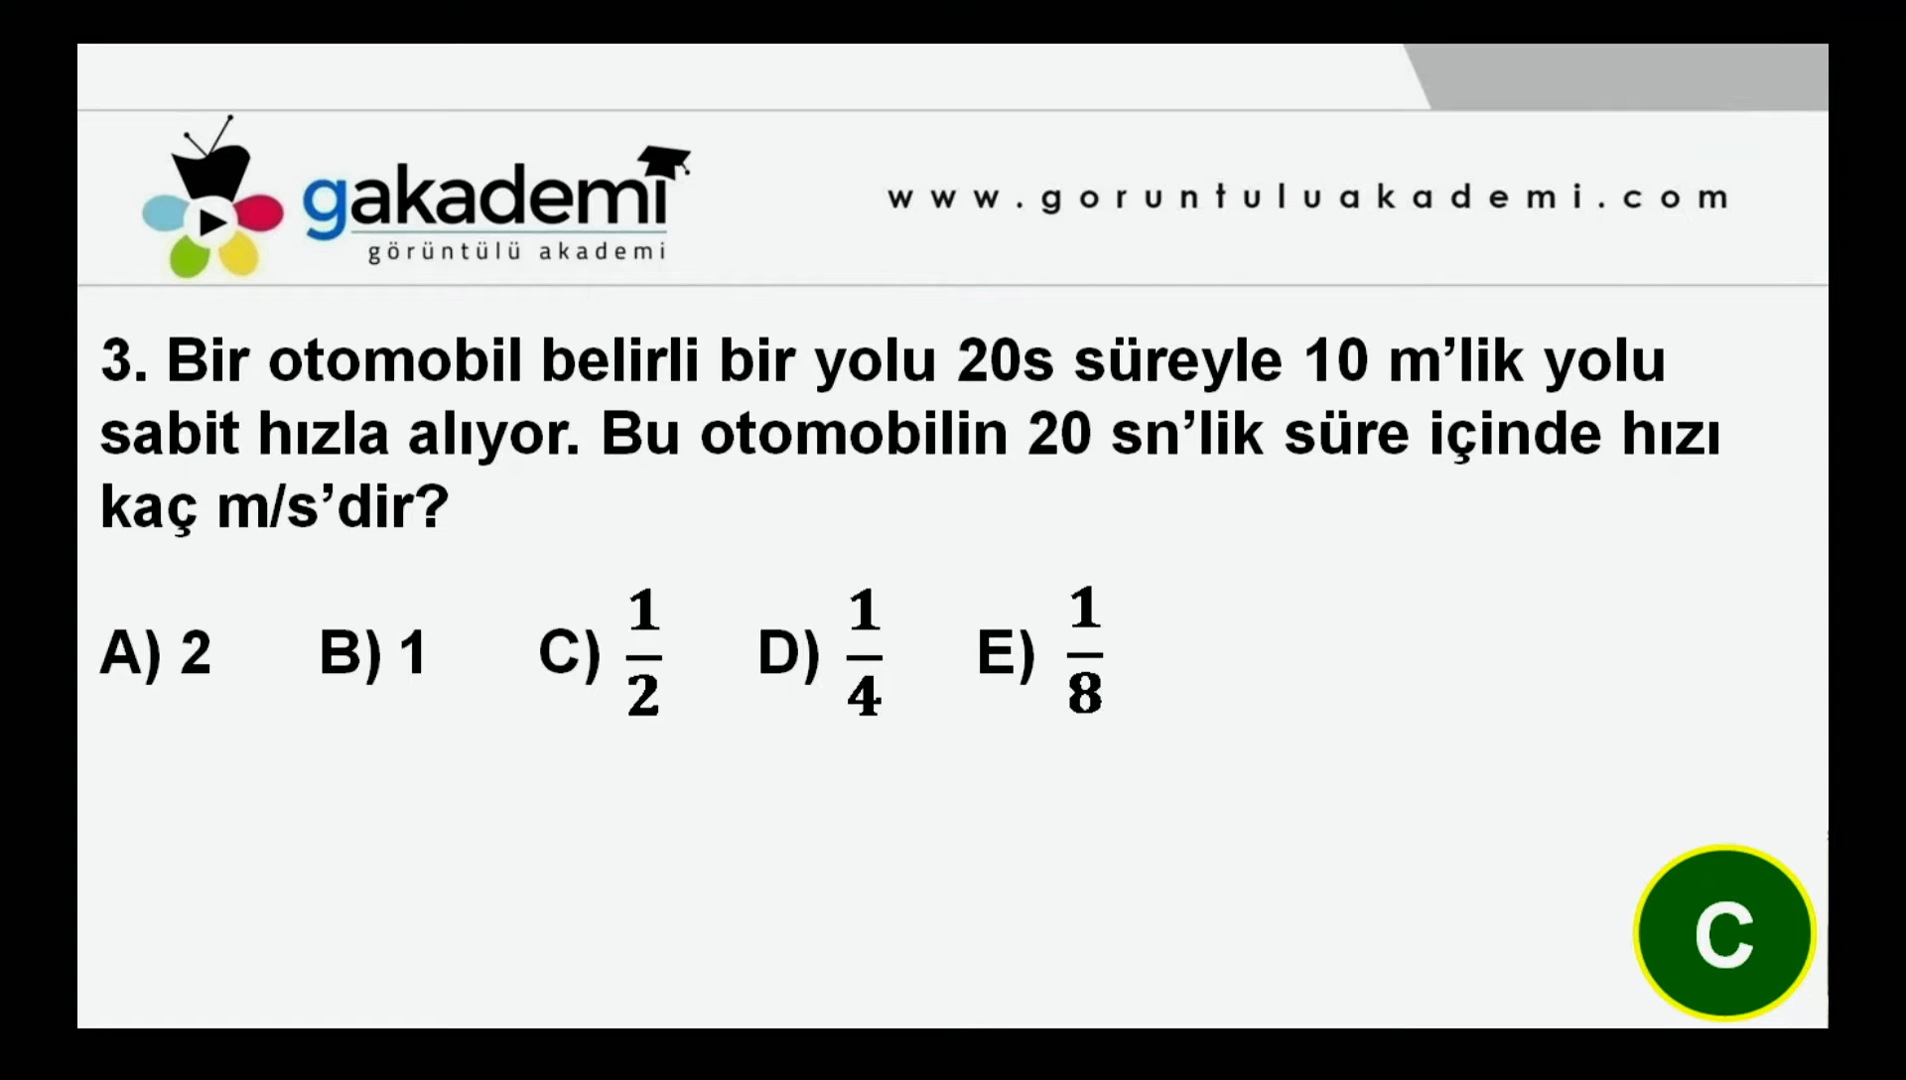 gakademi
görüntülü akademi
www.goruntuluakademi.com
3. Bir otomobil belirli bir yolu 20s süreyle 10 m’lik yolu
sabit hızla alıyor. Bu otomobilin 20 sn’lik süre içinde hızı
kaç m/s’dir?
A) 2 B) 1 C) 1/2 D) 1/4 E) 1/8
C